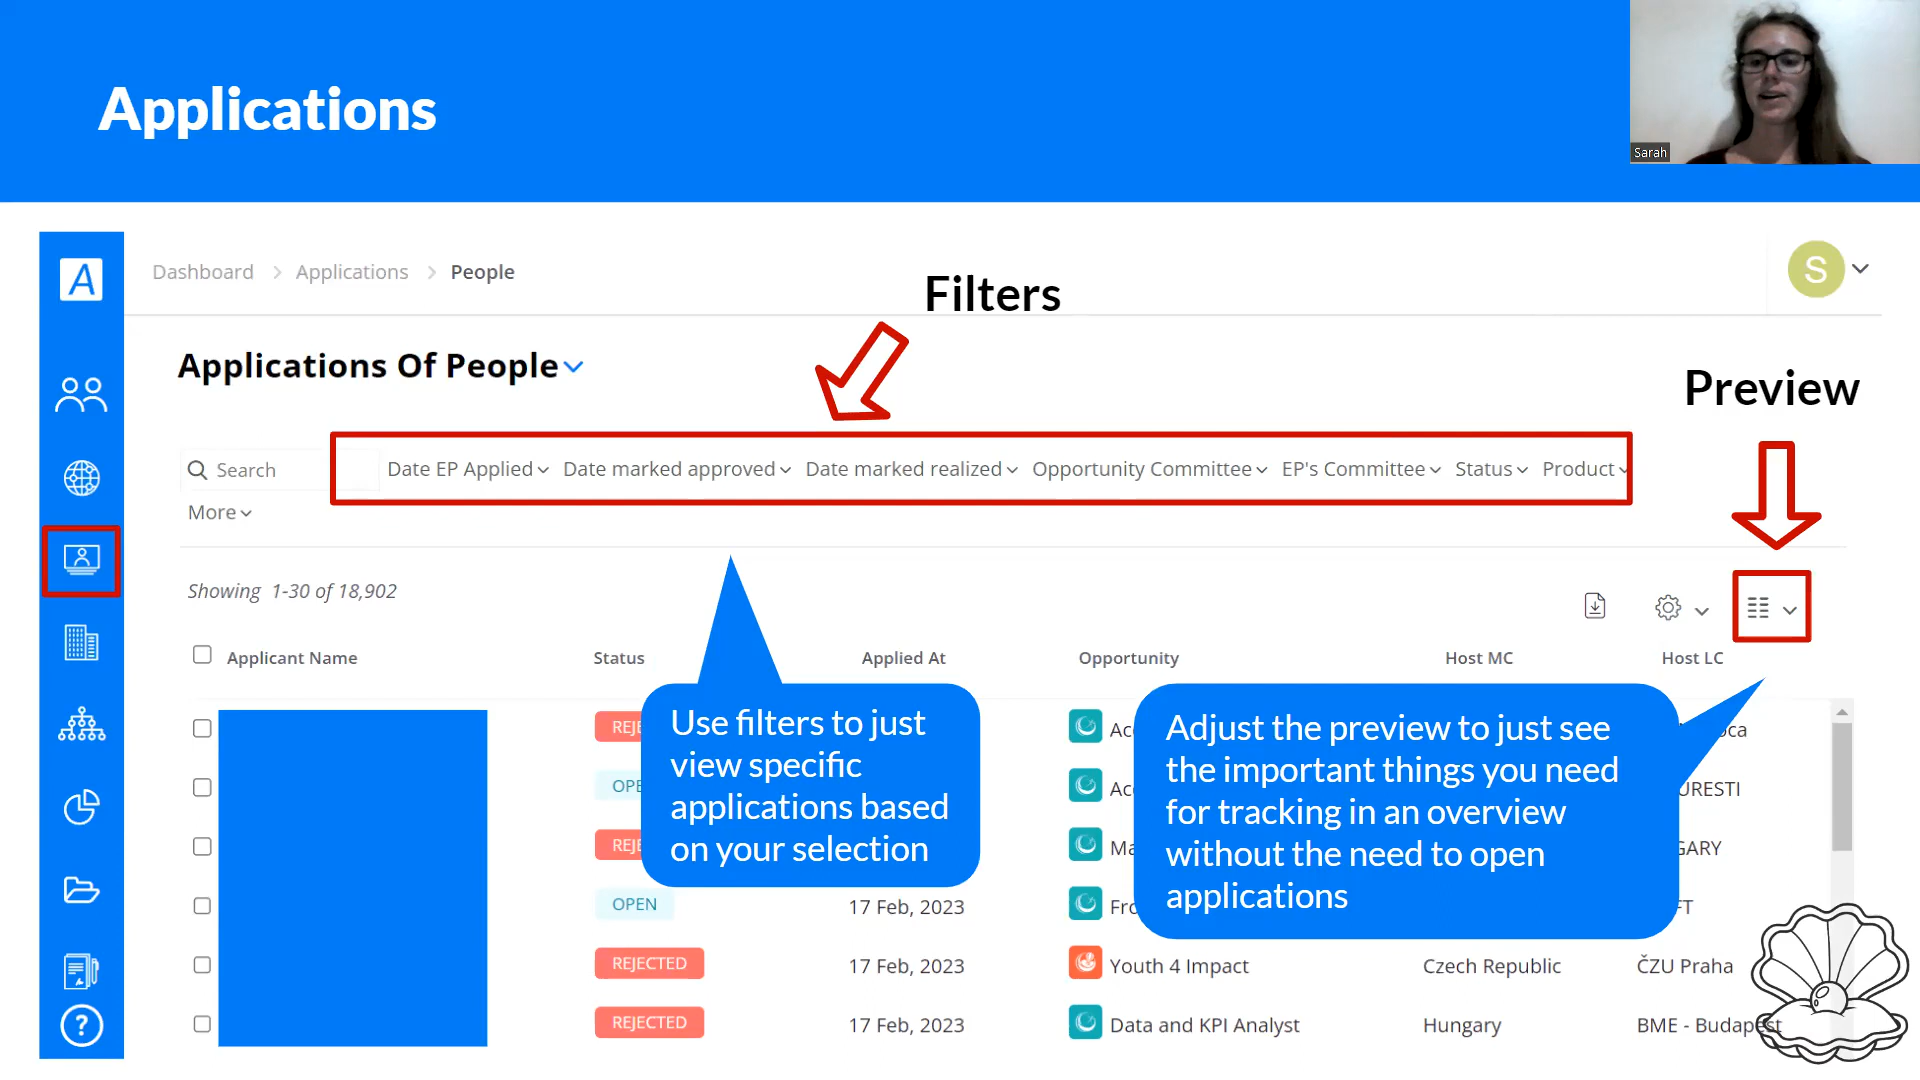 Applications
Sarah
A
Dashboard > Applications > People
S
Filters
Applications Of People
Preview
Search
Date EP Applied Date marked approved Date marked realized Opportunity Committee EP's Committee Status Product
More
Showing 1-30 of 18,902
Applicant Name Status Applied At Opportunity Host MC Host LC
Use filters to just
view specific
applications based
on your selection
Adjust the preview to just see
the important things you need
for tracking in an overview
without the need to open
applications
OPEN 17 Feb, 2023
REJECTED 17 Feb, 2023 Youth 4 Impact Czech Republic ČZU Praha
REJECTED 17 Feb, 2023 Data and KPI Analyst Hungary BME - Budapest
?